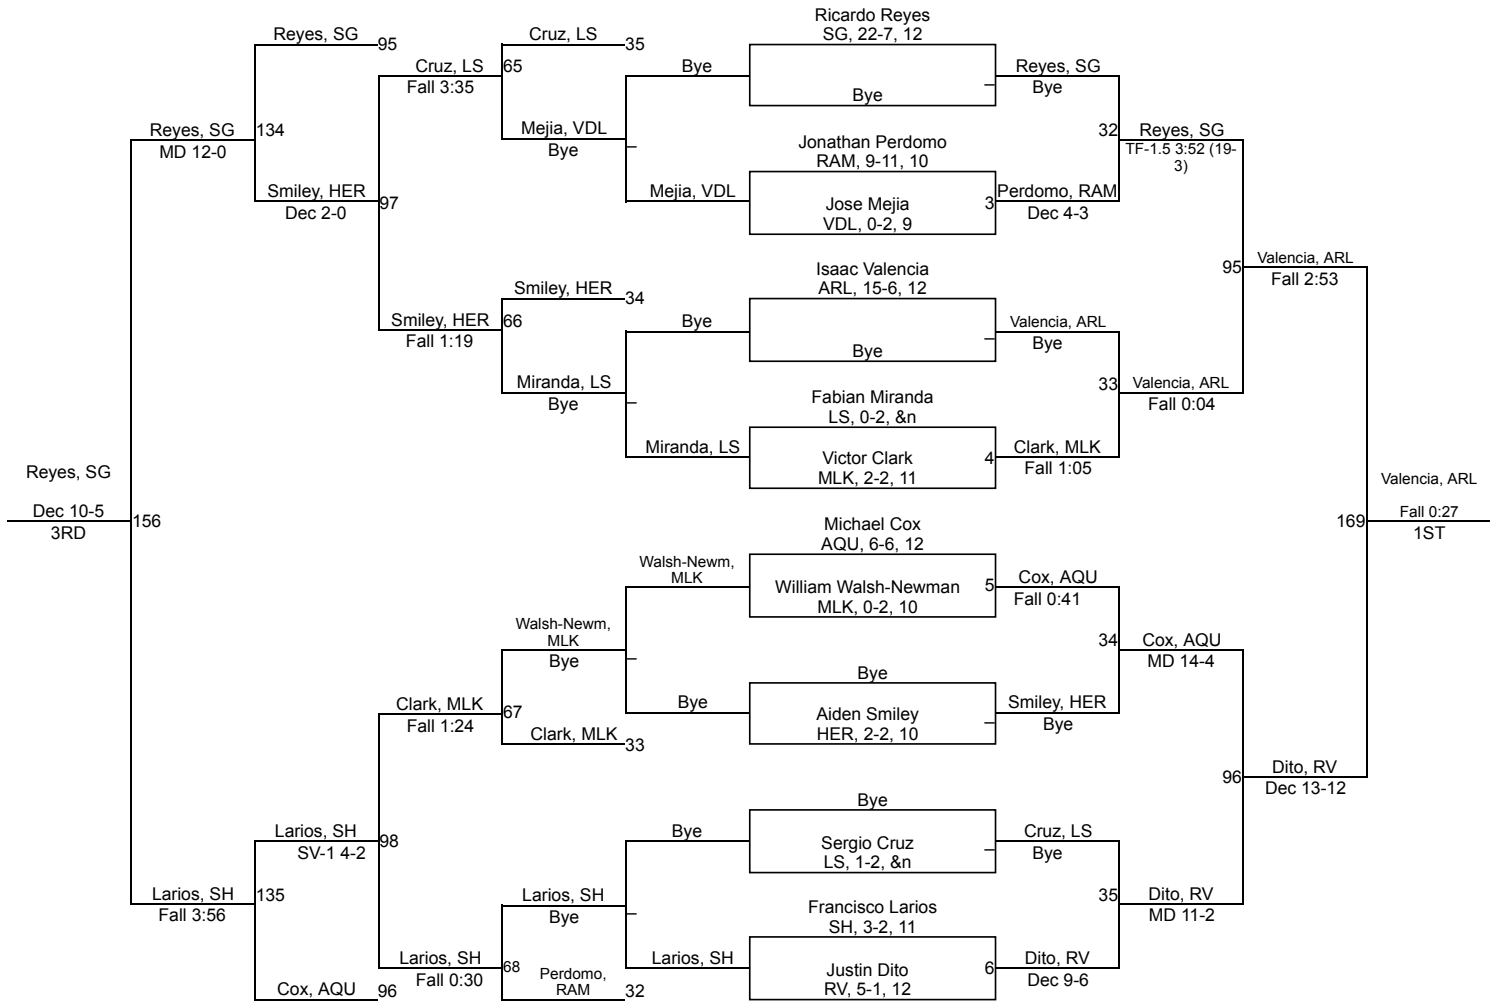 Ricardo Reyes
SG, 22-7, 12
Reyes, SG
95
Cruz, LS
35
Cruz, LS
65
Fall 3:35
Bye
Bye
Reyes, SG
Bye
Reyes, SG
134
MD 12-0
Mejia, VDL
Bye
Jonathan Perdomo
RAM, 9-11, 10
32
Reyes, SG
TF-1.5 3:52 (19-
3)
Smiley, HER
97
Dec 2-0
Mejia, VDL
Jose Mejia
VDL, 0-2, 9
3
Perdomo, RAM
Dec 4-3
Isaac Valencia
ARL, 15-6, 12
95
Valencia, ARL
Fall 2:53
Smiley, HER
34
Smiley, HER
66
Fall 1:19
Bye
Bye
Valencia, ARL
Bye
Miranda, LS
Bye
Fabian Miranda
LS, 0-2, &n
33
Valencia, ARL
Fall 0:04
Miranda, LS
Victor Clark
MLK, 2-2, 11
4
Clark, MLK
Fall 1:05
Reyes, SG
Dec 10-5
3RD
156
Valencia, ARL
169
Fall 0:27
1ST
Michael Cox
AQU, 6-6, 12
Walsh-Newm,
MLK
William Walsh-Newman
MLK, 0-2, 10
5
Cox, AQU
Fall 0:41
Walsh-Newm,
MLK
Bye
34
Cox, AQU
MD 14-4
Bye
Bye
Aiden Smiley
HER, 2-2, 10
Smiley, HER
Bye
Clark, MLK
67
Fall 1:24
Clark, MLK
33
96
Dito, RV
Dec 13-12
Bye
Bye
Sergio Cruz
LS, 1-2, &n
Cruz, LS
Bye
Larios, SH
98
SV-1 4-2
Larios, SH
135
Fall 3:56
Larios, SH
Bye
Francisco Larios
SH, 3-2, 11
35
Dito, RV
MD 11-2
Larios, SH
68
Fall 0:30
Larios, SH
Justin Dito
RV, 5-1, 12
6
Dito, RV
Dec 9-6
Perdomo,
RAM
32
Cox, AQU
96